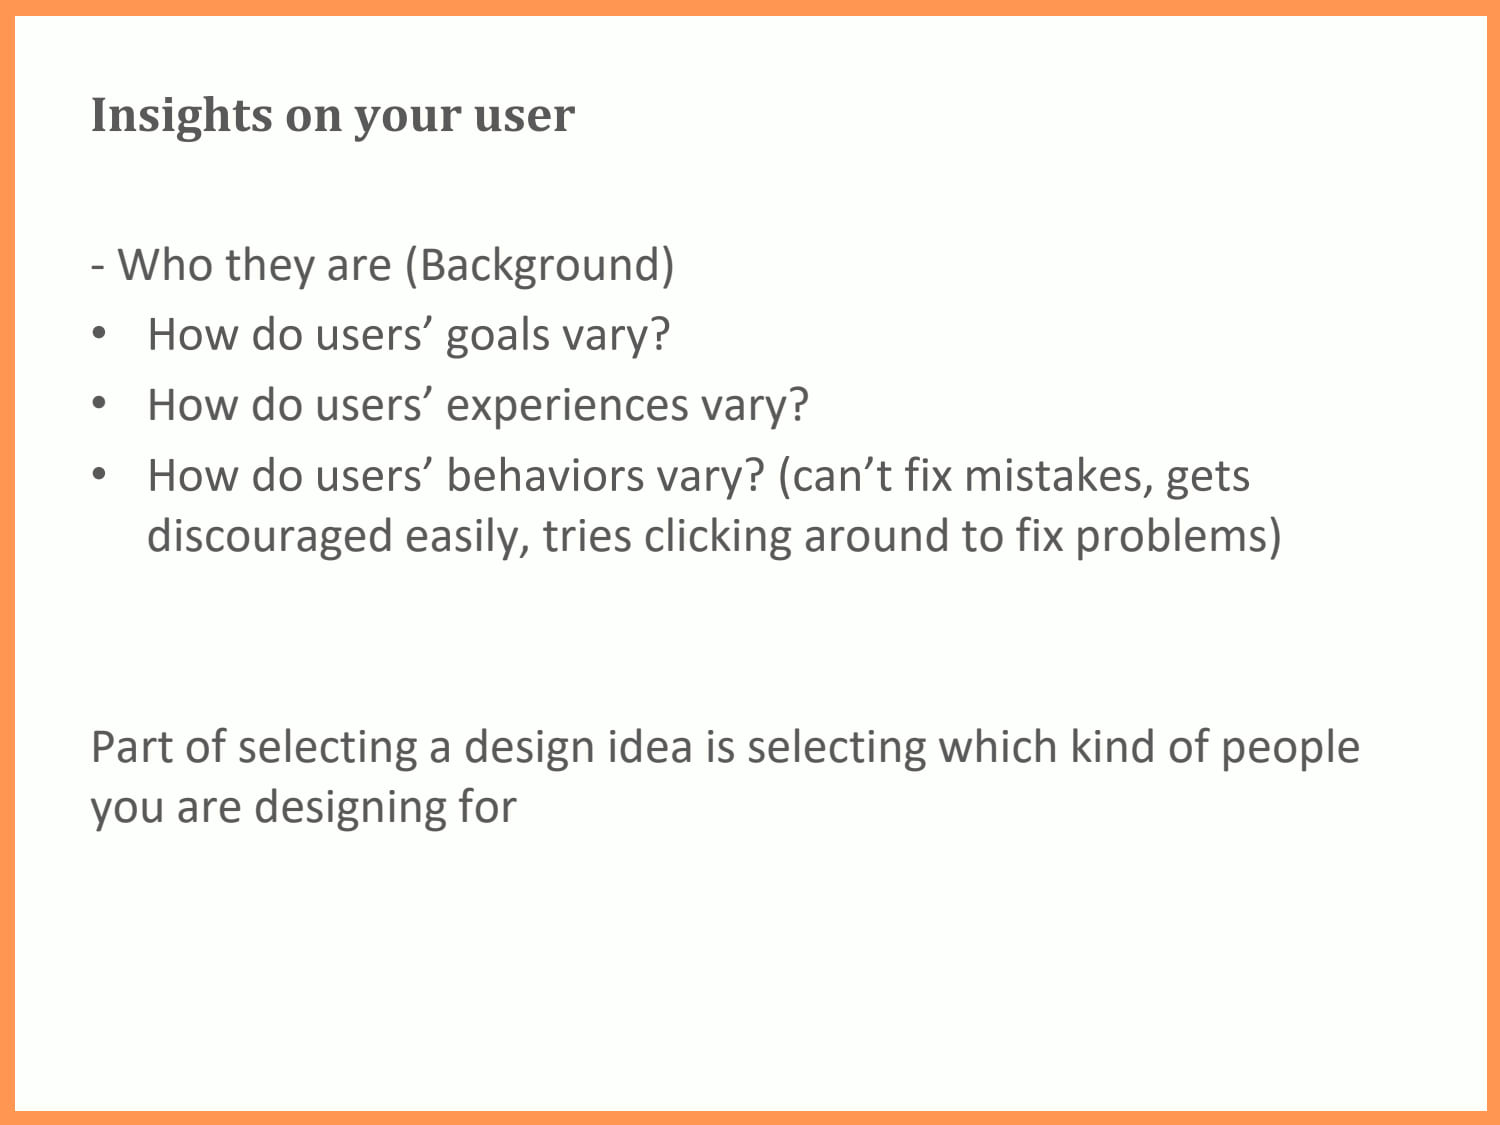 Insights on your user
- Who they are (Background)
• How do users’ goals vary?
• How do users’ experiences vary?
• How do users’ behaviors vary? (can’t fix mistakes, gets
discouraged easily, tries clicking around to fix problems)
Part of selecting a design idea is selecting which kind of people
you are designing for